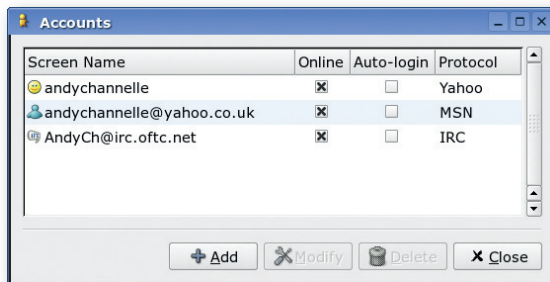 Accounts
Screen Name Online Auto-login Protocol
andychannelle Yahoo
andychannelle@yahoo.co.uk MSN
AndyCh@irc.oftc.net IRC
Add Modify Delete Close